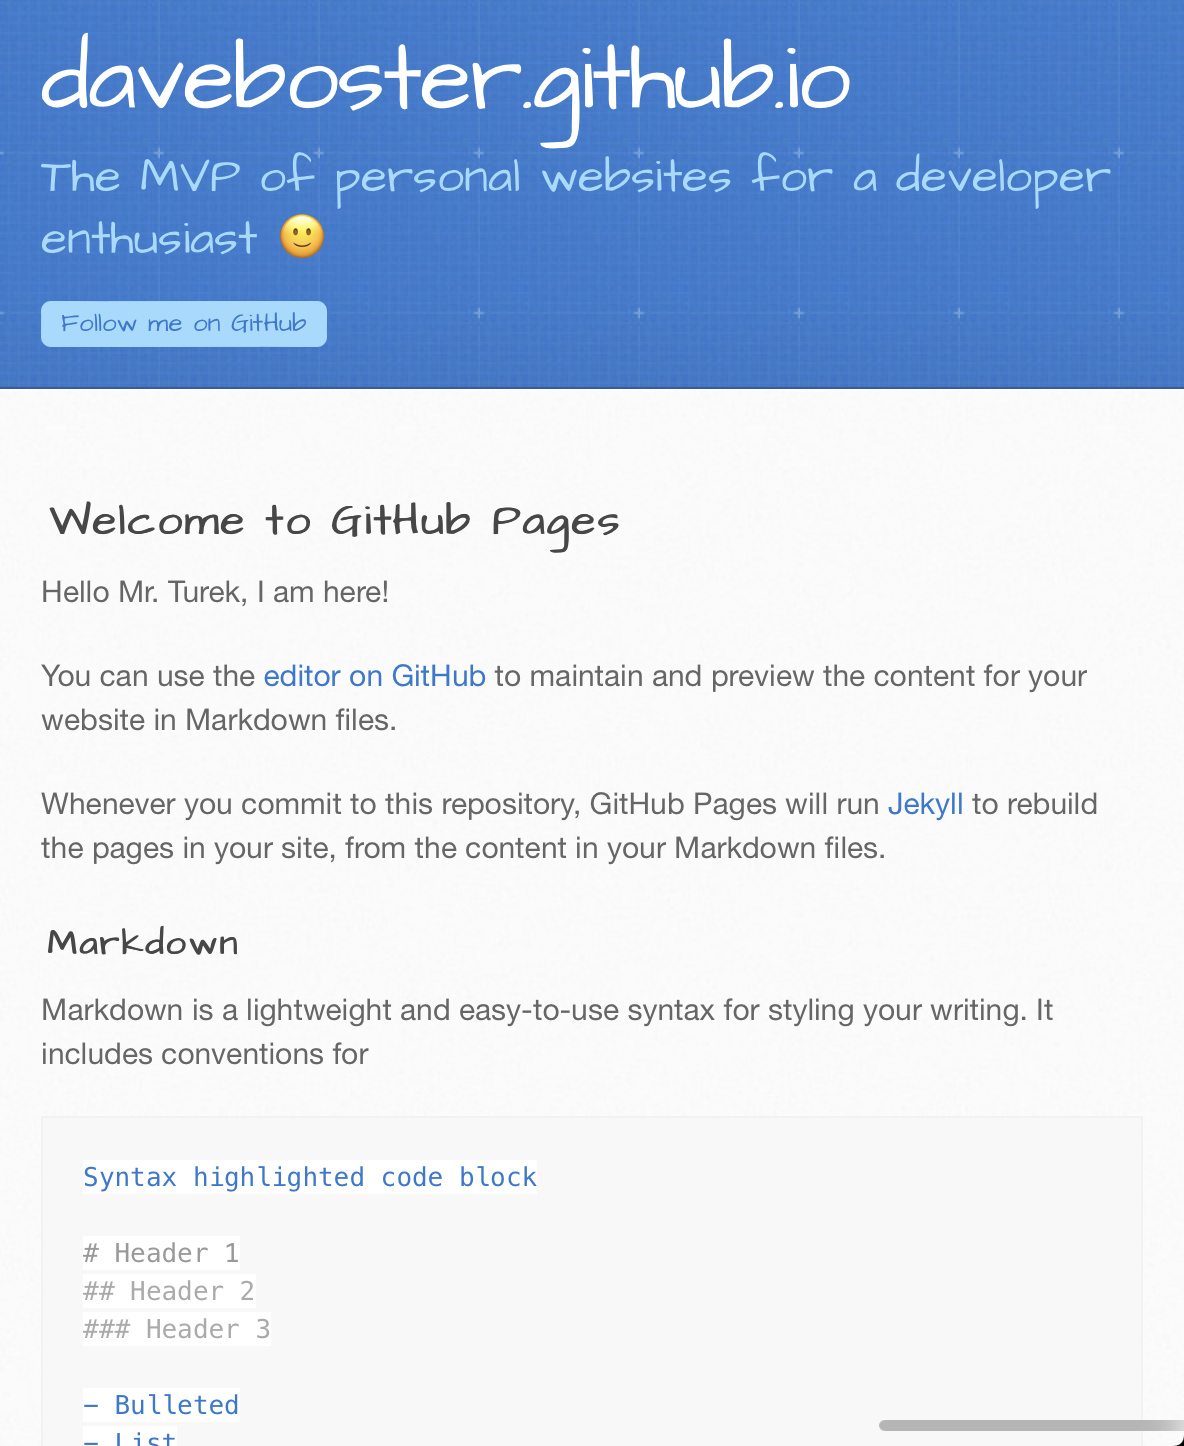 daveboster.github.io
The MVP of personal websites for a developer
enthusiast 🙂
Follow me on GitHub
Welcome to GitHub Pages
Hello Mr. Turek, I am here!
You can use the editor on GitHub to maintain and preview the content for your
website in Markdown files.
Whenever you commit to this repository, GitHub Pages will run Jekyll to rebuild
the pages in your site, from the content in your Markdown files.
Markdown
Markdown is a lightweight and easy-to-use syntax for styling your writing. It
includes conventions for
Syntax highlighted code block
# Header 1
## Header 2
### Header 3
- Bulleted
- List